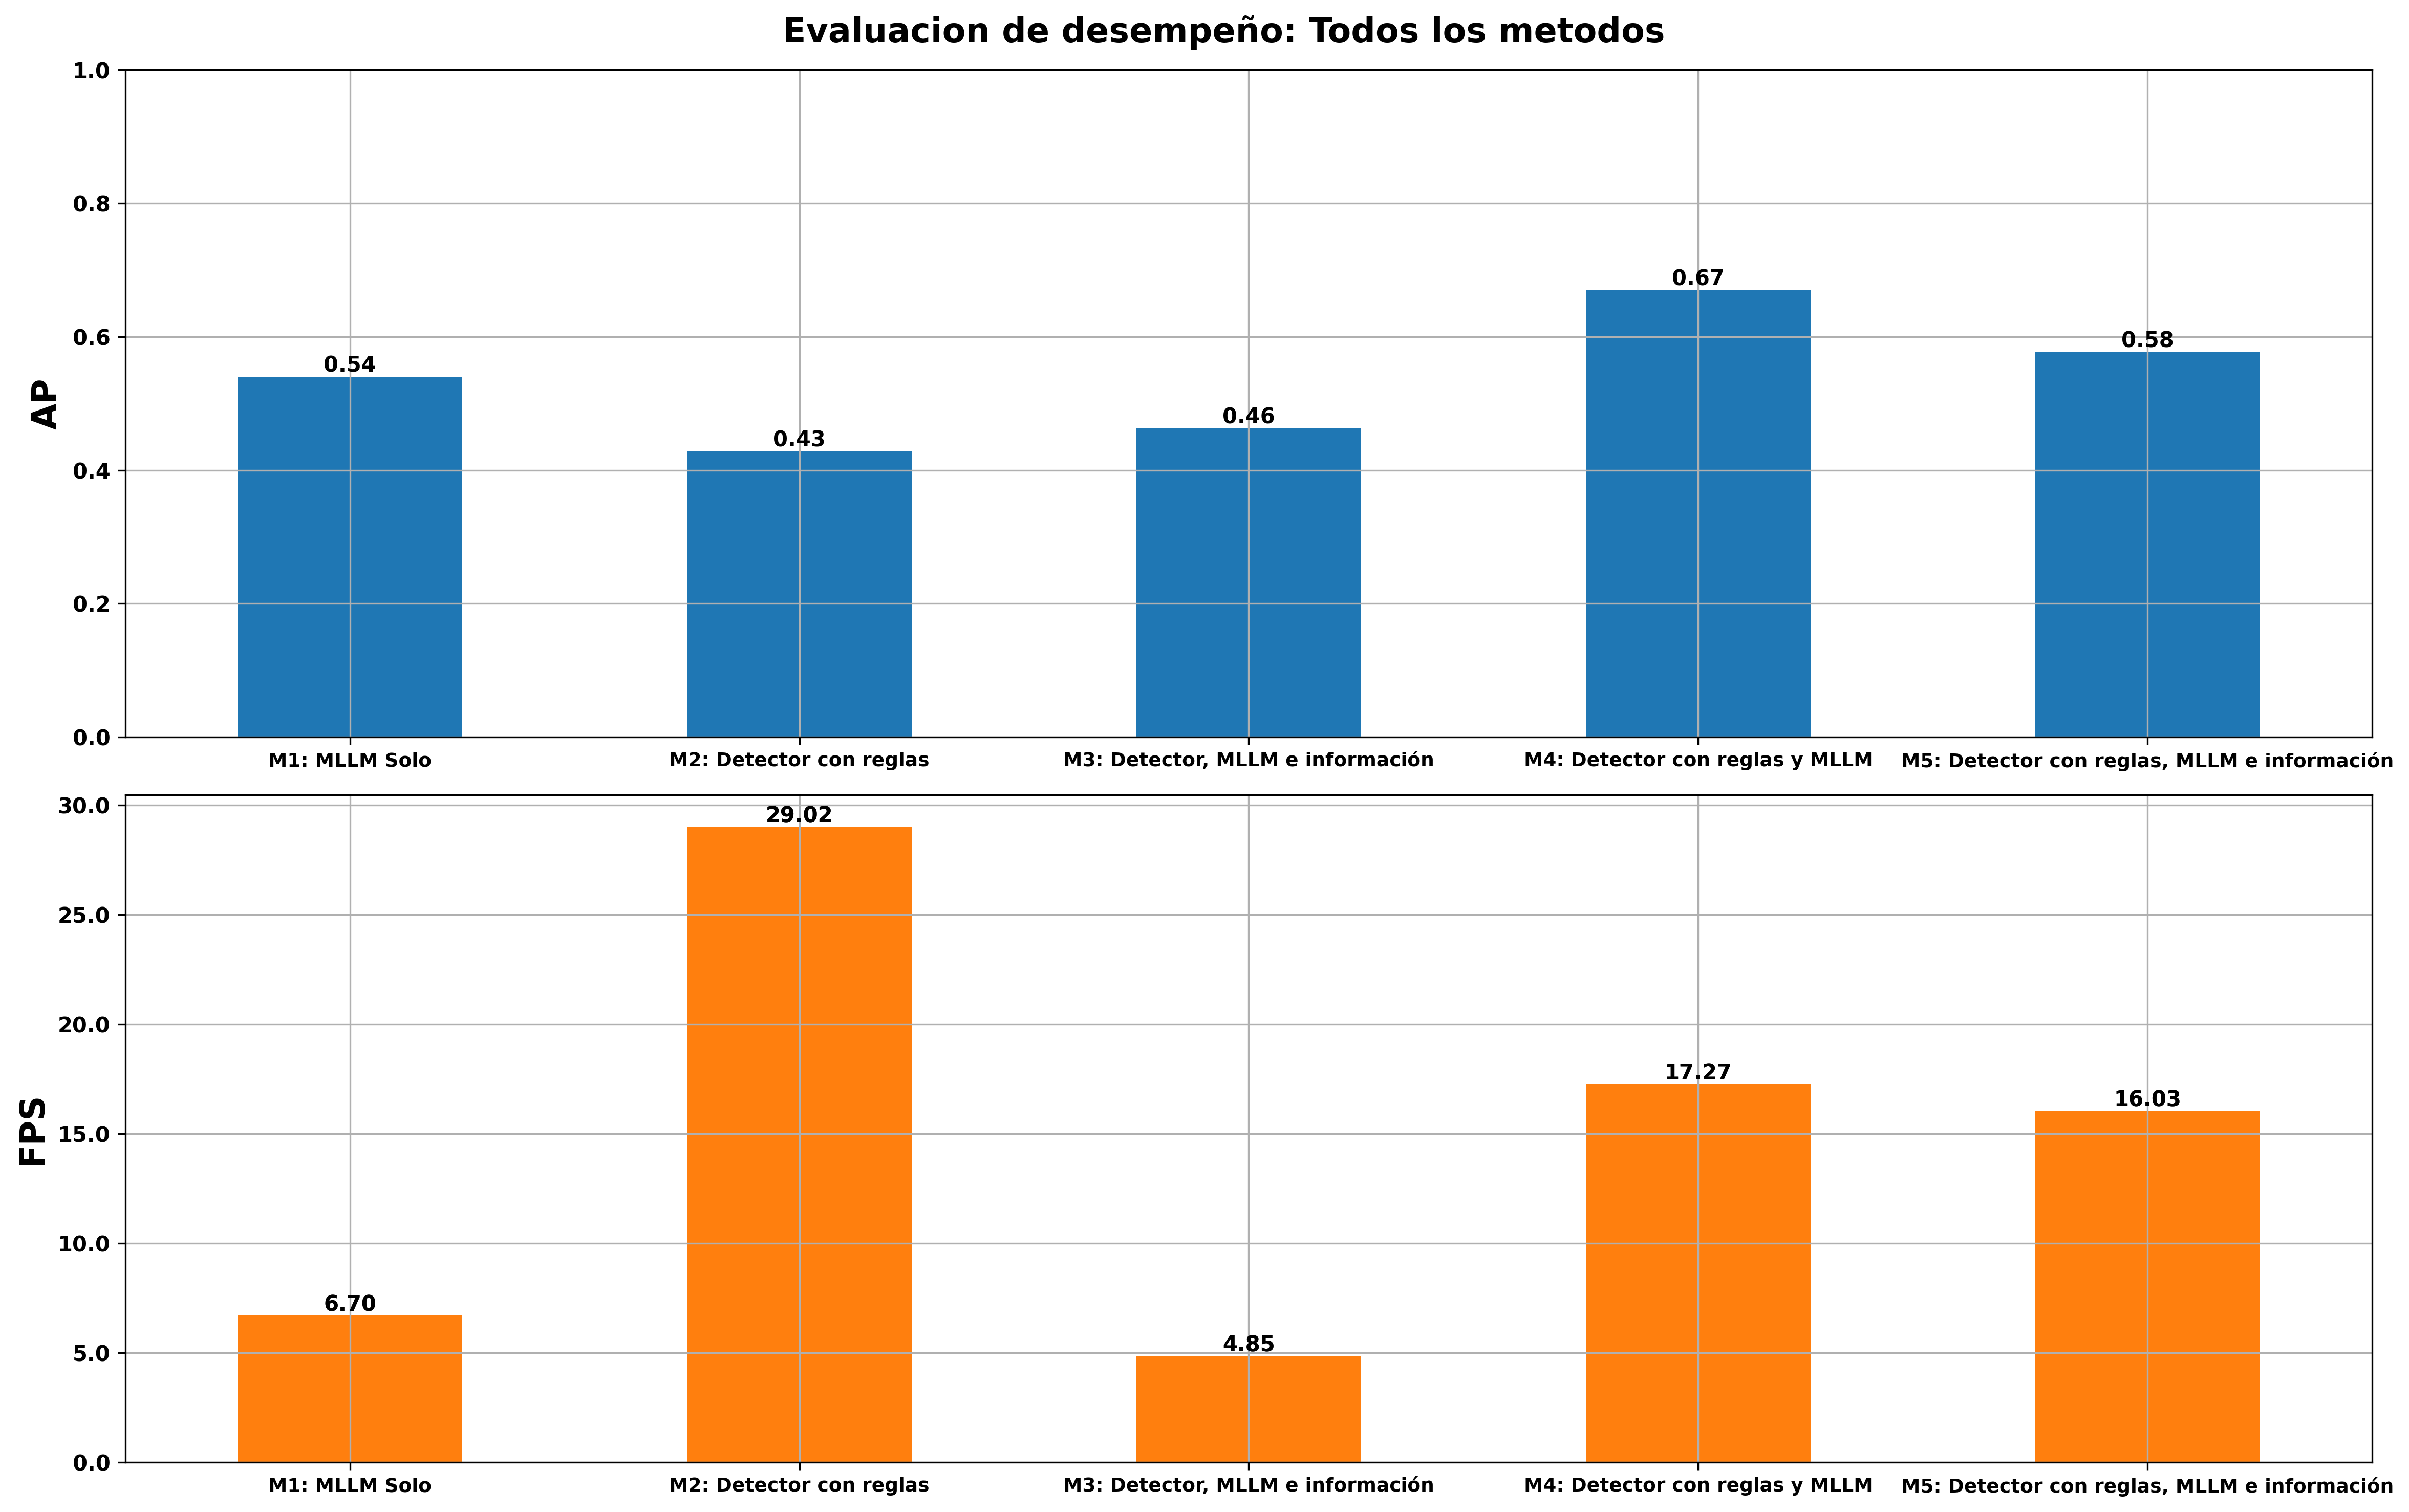 Evaluacion de desempeño: Todos los metodos
AP
1.0
0.8
0.6
0.4
0.2
0.0
0.54
0.43
0.46
0.67
0.58
M1: MLLM Solo
M2: Detector con reglas
M3: Detector, MLLM e información
M4: Detector con reglas y MLLM
M5: Detector con reglas, MLLM e información
FPS
30.0
25.0
20.0
15.0
10.0
5.0
0.0
6.70
29.02
4.85
17.27
16.03
M1: MLLM Solo
M2: Detector con reglas
M3: Detector, MLLM e información
M4: Detector con reglas y MLLM
M5: Detector con reglas, MLLM e información